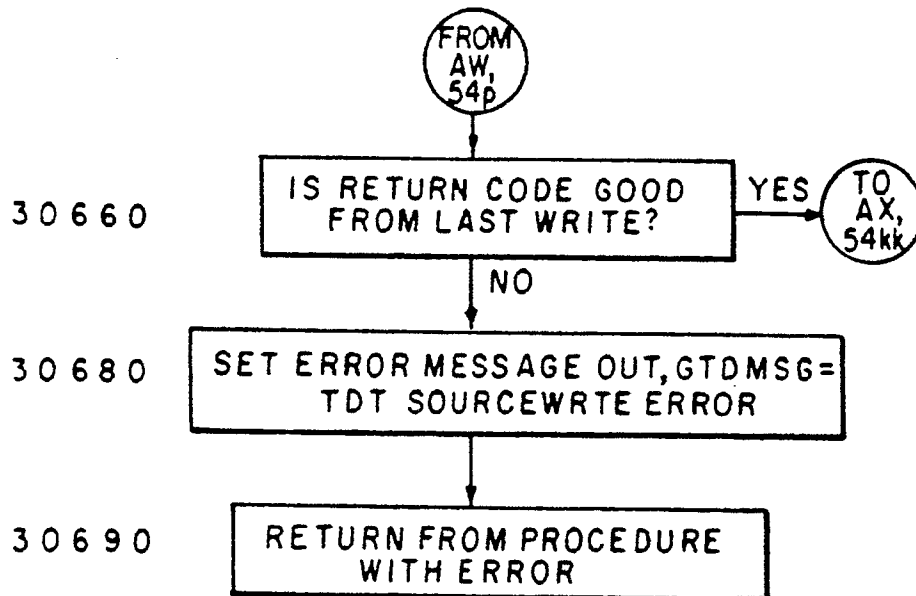 FROM
AW,
54p
30660
IS RETURN CODE GOOD
FROM LAST WRITE?
YES
TO
AX,
54kk
NO
30680
SET ERROR MESSAGE OUT, GTDMSG=
TDT SOURCEWRTE ERROR
30690
RETURN FROM PROCEDURE
WITH ERROR